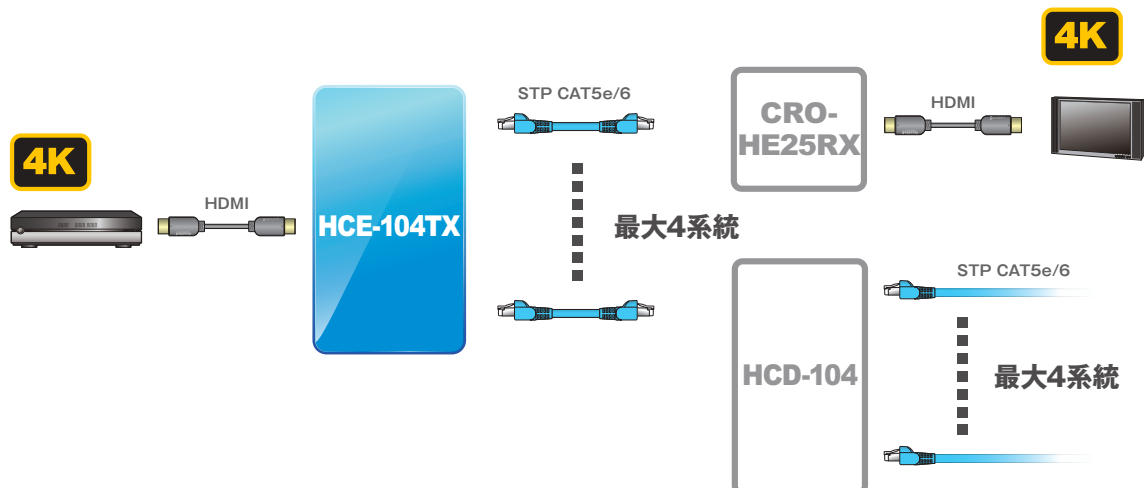 4K
HDMI
HCE-104TX
STP CAT5e/6
最大4系統
CRO-
HE25RX
HDMI
4K
HCD-104
STP CAT5e/6
最大4系統